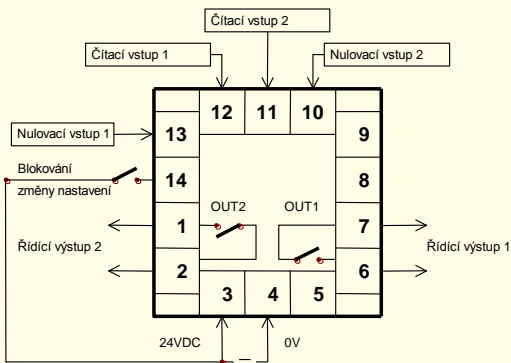 Čítací vstup 2
Čítací vstup 1
Nulovací vstup 2
12 11 10
Nulovací vstup 1
13
9
Blokování
změny nastavení
14
8
OUT2
OUT1
1
7
Řídící výstup 2
Řídící výstup 1
2
6
3 4 5
24VDC
0V